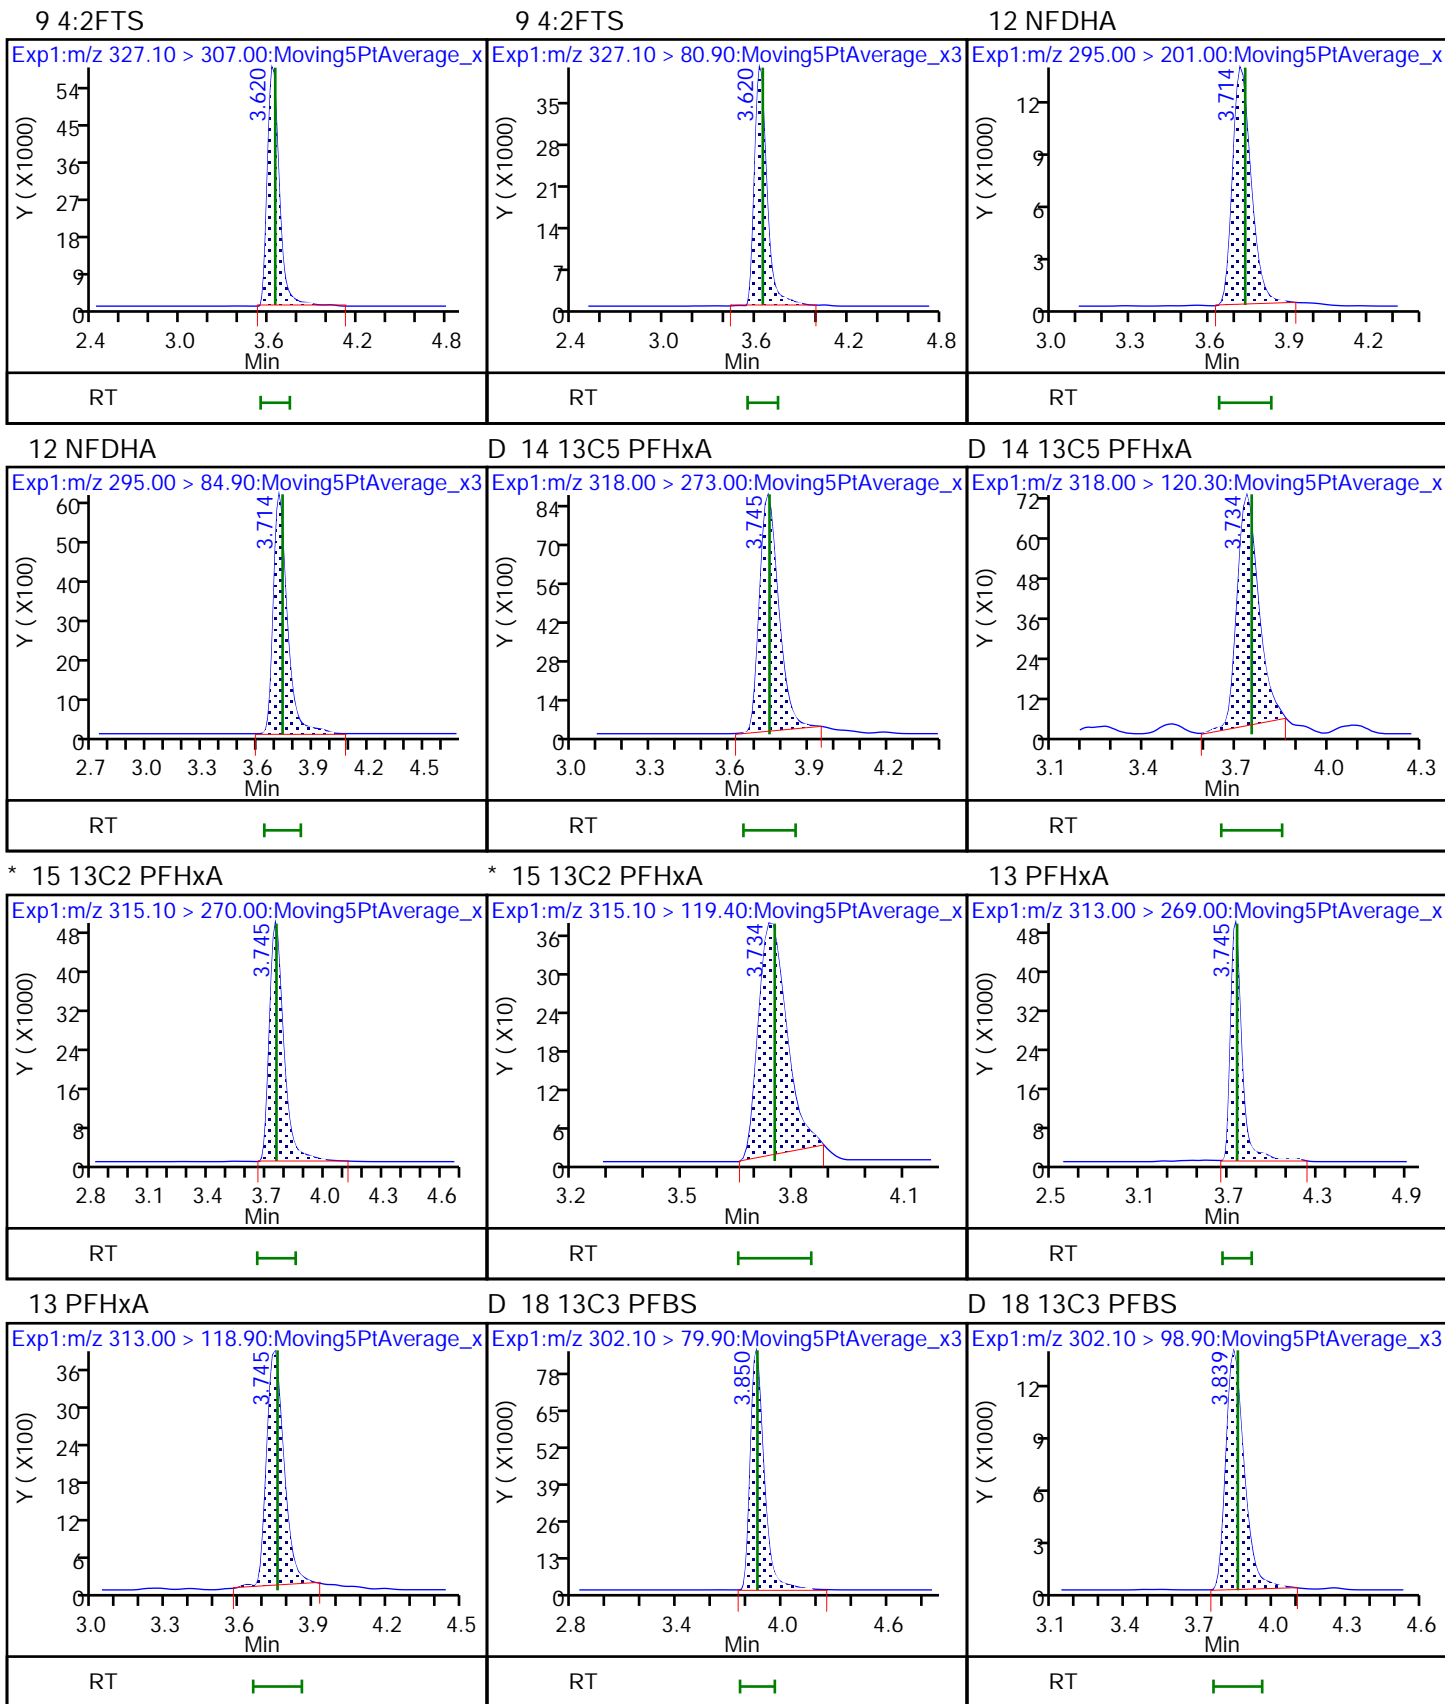 9 4:2FTS
Exp1:m/z 327.10 > 307.00:Moving5PtAverage_x
Y ( X1000)
54
45
36
27
18
9
0
3.620
2.4 3.0 3.6 4.2 4.8
Min
RT
9 4:2FTS
Exp1:m/z 327.10 > 80.90:Moving5PtAverage_x3
Y ( X1000)
35
28
21
14
7
0
3.620
2.4 3.0 3.6 4.2 4.8
Min
RT
12 NFDHA
Exp1:m/z 295.00 > 201.00:Moving5PtAverage_x
Y ( X1000)
12
9
6
3
0
3.714
3.0 3.3 3.6 3.9 4.2
Min
RT
12 NFDHA
Exp1:m/z 295.00 > 84.90:Moving5PtAverage_x3
Y ( X100)
60
50
40
30
20
10
0
3.714
2.7 3.0 3.3 3.6 3.9 4.2 4.5
Min
RT
D 14 13C5 PFHxA
Exp1:m/z 318.00 > 273.00:Moving5PtAverage_x
Y ( X100)
84
70
56
42
28
14
0
3.745
3.0 3.3 3.6 3.9 4.2
Min
RT
D 14 13C5 PFHxA
Exp1:m/z 318.00 > 120.30:Moving5PtAverage_x
Y ( X10)
72
60
48
36
24
12
0
3.734
3.1 3.4 3.7 4.0 4.3
Min
RT
* 15 13C2 PFHxA
Exp1:m/z 315.10 > 270.00:Moving5PtAverage_x
Y ( X1000)
48
40
32
24
16
8
0
3.745
2.8 3.1 3.4 3.7 4.0 4.3 4.6
Min
RT
* 15 13C2 PFHxA
Exp1:m/z 315.10 > 119.40:Moving5PtAverage_x
Y ( X10)
36
30
24
18
12
6
0
3.734
3.2 3.5 3.8 4.1
Min
RT
13 PFHxA
Exp1:m/z 313.00 > 269.00:Moving5PtAverage_x
Y ( X1000)
48
40
32
24
16
8
0
3.745
2.5 3.1 3.7 4.3 4.9
Min
RT
13 PFHxA
Exp1:m/z 313.00 > 118.90:Moving5PtAverage_x
Y ( X100)
36
30
24
18
12
6
0
3.745
3.0 3.3 3.6 3.9 4.2 4.5
Min
RT
D 18 13C3 PFBS
Exp1:m/z 302.10 > 79.90:Moving5PtAverage_x3
Y ( X1000)
78
65
52
39
26
13
0
3.850
2.8 3.4 4.0 4.6
Min
RT
D 18 13C3 PFBS
Exp1:m/z 302.10 > 98.90:Moving5PtAverage_x3
Y ( X1000)
12
9
6
3
0
3.839
3.1 3.4 3.7 4.0 4.3 4.6
Min
RT